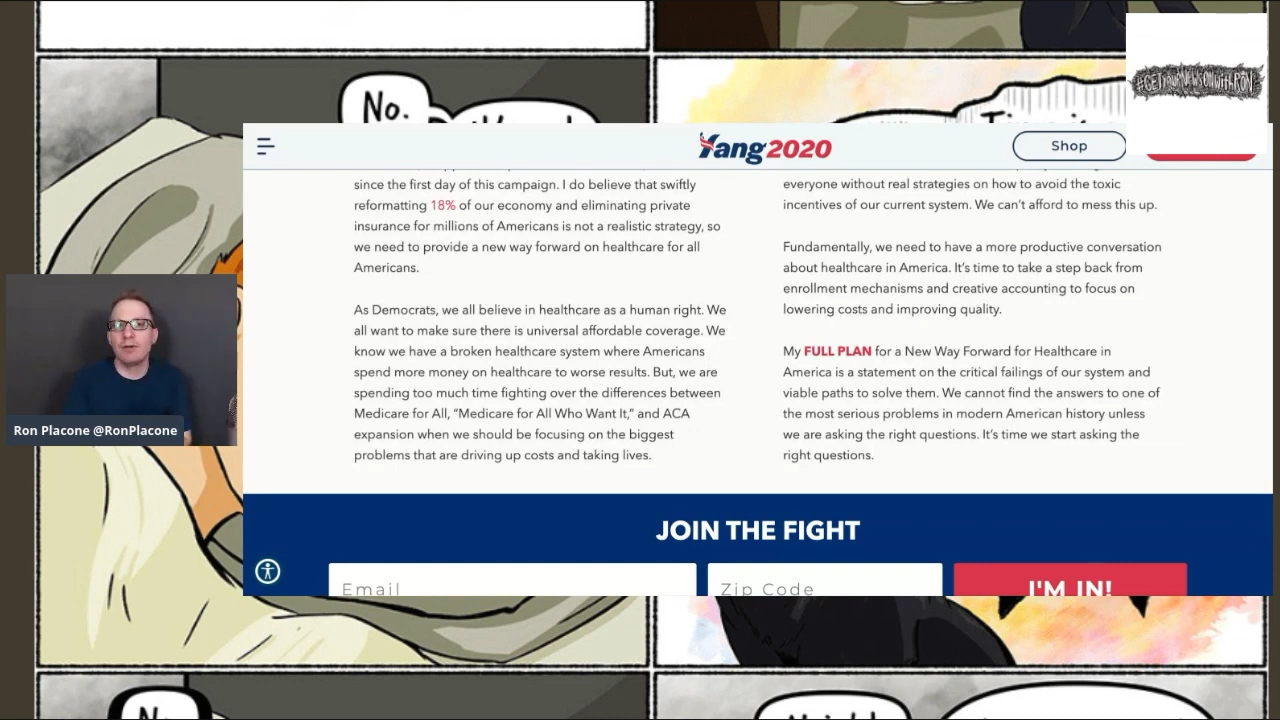 No.
#GETYOURNEWSONWITHRON
Yang2020
Shop
since the first day of this campaign. I do believe that swiftly
reformatting 18% of our economy and eliminating private
insurance for millions of Americans is not a realistic strategy, so
we need to provide a new way forward on healthcare for all
Americans.
As Democrats, we all believe in healthcare as a human right. We
all want to make sure there is universal affordable coverage. We
know we have a broken healthcare system where Americans
spend more money on healthcare to worse results. But, we are
spending too much time fighting over the differences between
Medicare for All, “Medicare for All Who Want It,” and ACA
expansion when we should be focusing on the biggest
problems that are driving up costs and taking lives.
everyone without real strategies on how to avoid the toxic
incentives of our current system. We can’t afford to mess this up.
Fundamentally, we need to have a more productive conversation
about healthcare in America. It’s time to take a step back from
enrollment mechanisms and creative accounting to focus on
lowering costs and improving quality.
My FULL PLAN for a New Way Forward for Healthcare in
America is a statement on the critical failings of our system and
viable paths to solve them. We cannot find the answers to one of
the most serious problems in modern American history unless
we are asking the right questions. It’s time we start asking the
right questions.
Ron Placone @RonPlacone
JOIN THE FIGHT
Email
Zip Code
I'M IN!
No